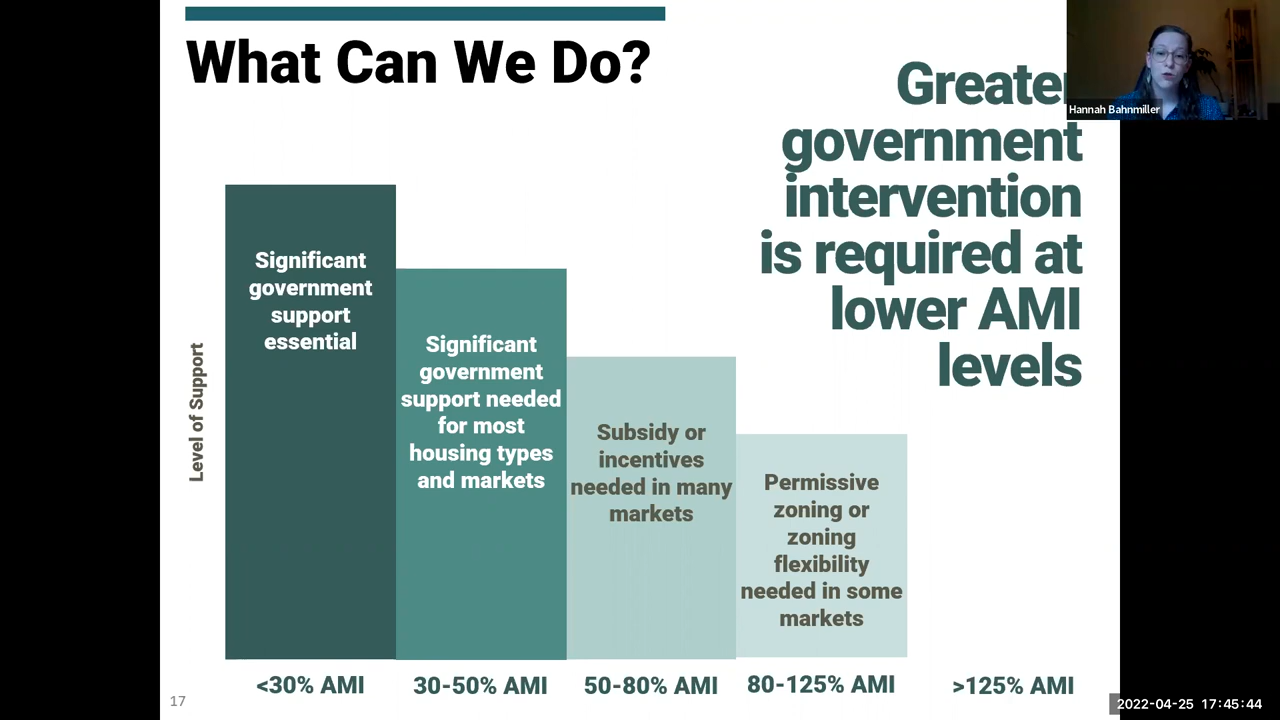 What Can We Do?
Greater
government
intervention
is required at
lower AMI
levels
Hannah Bahnmiller
Level of Support
Significant
government
support
essential
Significant
government
support needed
for most
housing types
and markets
Subsidy or
incentives
needed in many
markets
Permissive
zoning or
zoning
flexibility
needed in some
markets
<30% AMI
30-50% AMI
50-80% AMI
80-125% AMI
>125% AMI
17
2022-04-25 17:45:44